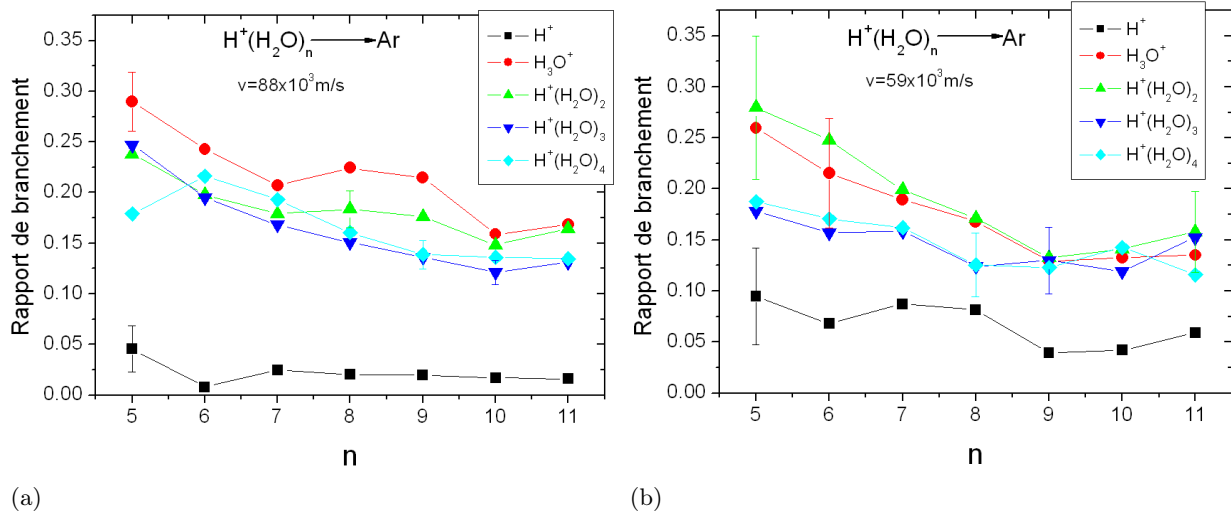 H⁺(H₂O)ₙ ⟶ Ar
v=88x10³m/s
H⁺
H₃O⁺
H⁺(H₂O)₂
H⁺(H₂O)₃
H⁺(H₂O)₄
Rapport de branchement
0.35
0.30
0.25
0.20
0.15
0.10
0.05
0.00
5 6 7 8 9 10 11
n
(a)
H⁺(H₂O)ₙ ⟶ Ar
v=59x10³m/s
H⁺
H₃O⁺
H⁺(H₂O)₂
H⁺(H₂O)₃
H⁺(H₂O)₄
Rapport de branchement
0.35
0.30
0.25
0.20
0.15
0.10
0.05
0.00
5 6 7 8 9 10 11
n
(b)